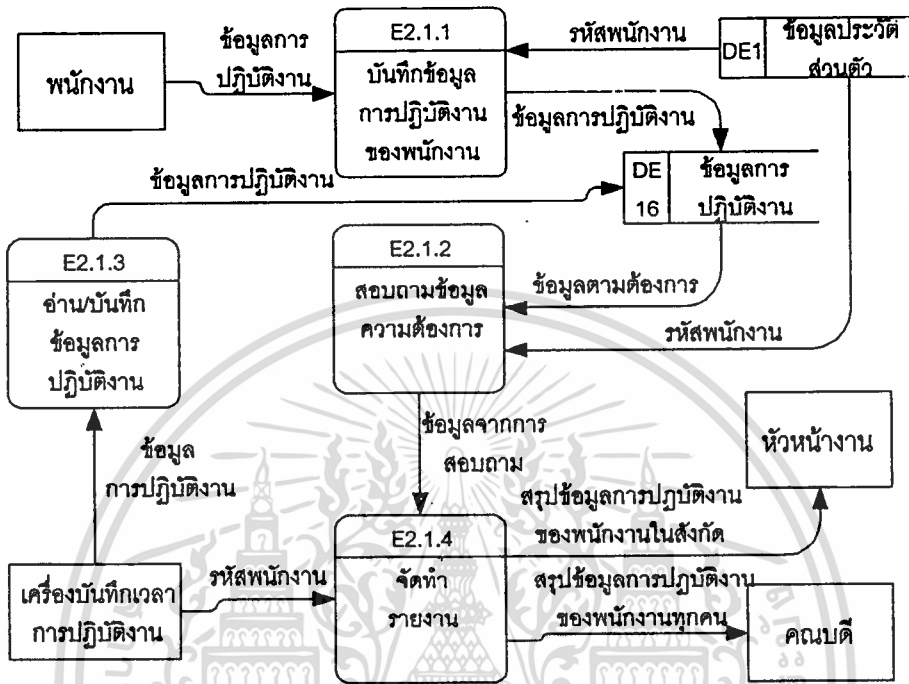 พนักงาน
ข้อมูลการ
ปฏิบัติงาน
E2.1.1
บันทึกข้อมูล
การปฏิบัติงาน
ของพนักงาน
รหัสพนักงาน
DE1
ข้อมูลประวัติ
ส่วนตัว
ข้อมูลการปฏิบัติงาน
DE
16
ข้อมูลการ
ปฏิบัติงาน
ข้อมูลการปฏิบัติงาน
E2.1.3
อ่าน/บันทึก
ข้อมูลการ
ปฏิบัติงาน
E2.1.2
สอบถามข้อมูล
ความต้องการ
ข้อมูลตามต้องการ
รหัสพนักงาน
ข้อมูลจากการ
สอบถาม
ข้อมูล
การปฏิบัติงาน
หัวหน้างาน
สรุปข้อมูลการปฏบัติงาน
ของพนักงานในสังกัด
เครื่องบันทึกเวลา
การปฏิบัติงาน
รหัสพนักงาน
E2.1.4
จัดทำ
รายงาน
สรุปข้อมูลการปฏบัติงาน
ของพนักงานทุกคน
คณบดี